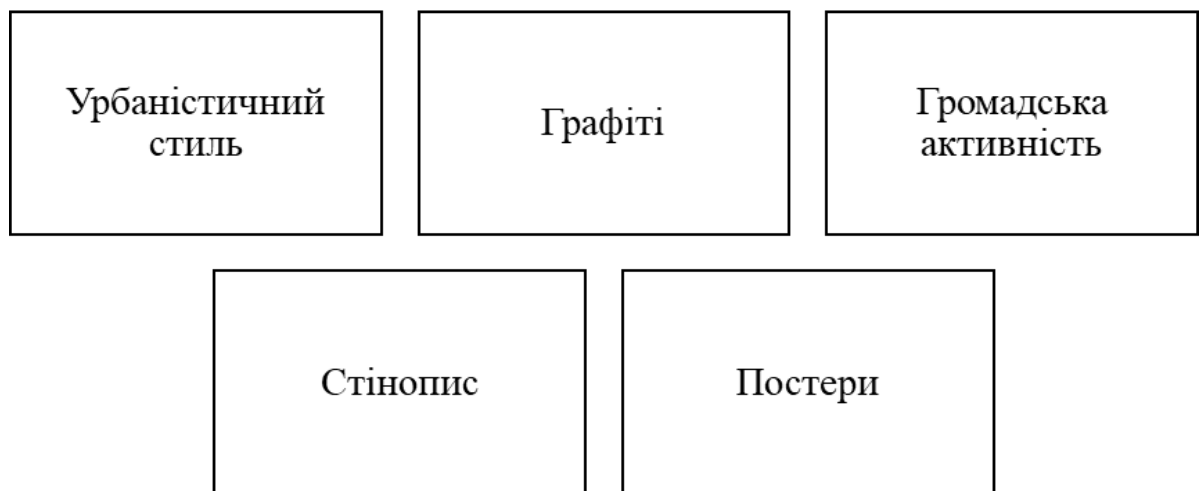 Урбаністичний
стиль
Графіті
Громадська
активність
Стінопис
Постери